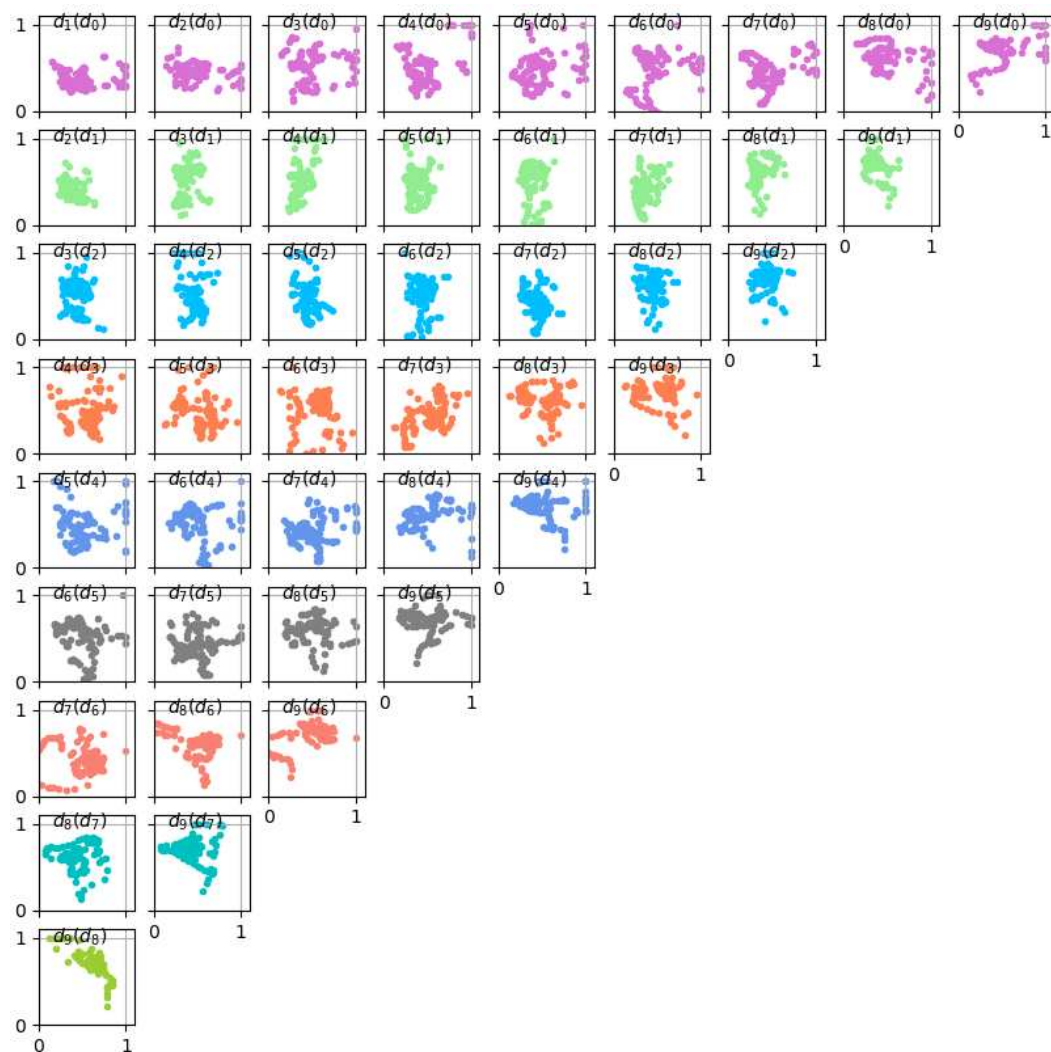 1 d₁(d₀) d₂(d₀) d₃(d₀) d₄(d₀) d₅(d₀) d₆(d₀) d₇(d₀) d₈(d₀) d₉(d₀)
0
0 1
1 d₂(d₁) d₃(d₁) d₄(d₁) d₅(d₁) d₆(d₁) d₇(d₁) d₈(d₁) d₉(d₁)
0
0 1
1 d₃(d₂) d₄(d₂) d₅(d₂) d₆(d₂) d₇(d₂) d₈(d₂) d₉(d₂)
0
0 1
1 d₄(d₃) d₅(d₃) d₆(d₃) d₇(d₃) d₈(d₃) d₉(d₃)
0
0 1
1 d₅(d₄) d₆(d₄) d₇(d₄) d₈(d₄) d₉(d₄)
0
0 1
1 d₆(d₅) d₇(d₅) d₈(d₅) d₉(d₅)
0
0 1
1 d₇(d₆) d₈(d₆) d₉(d₆)
0
0 1
1 d₈(d₇) d₉(d₇)
0
0 1
1 d₉(d₈)
0
0 1